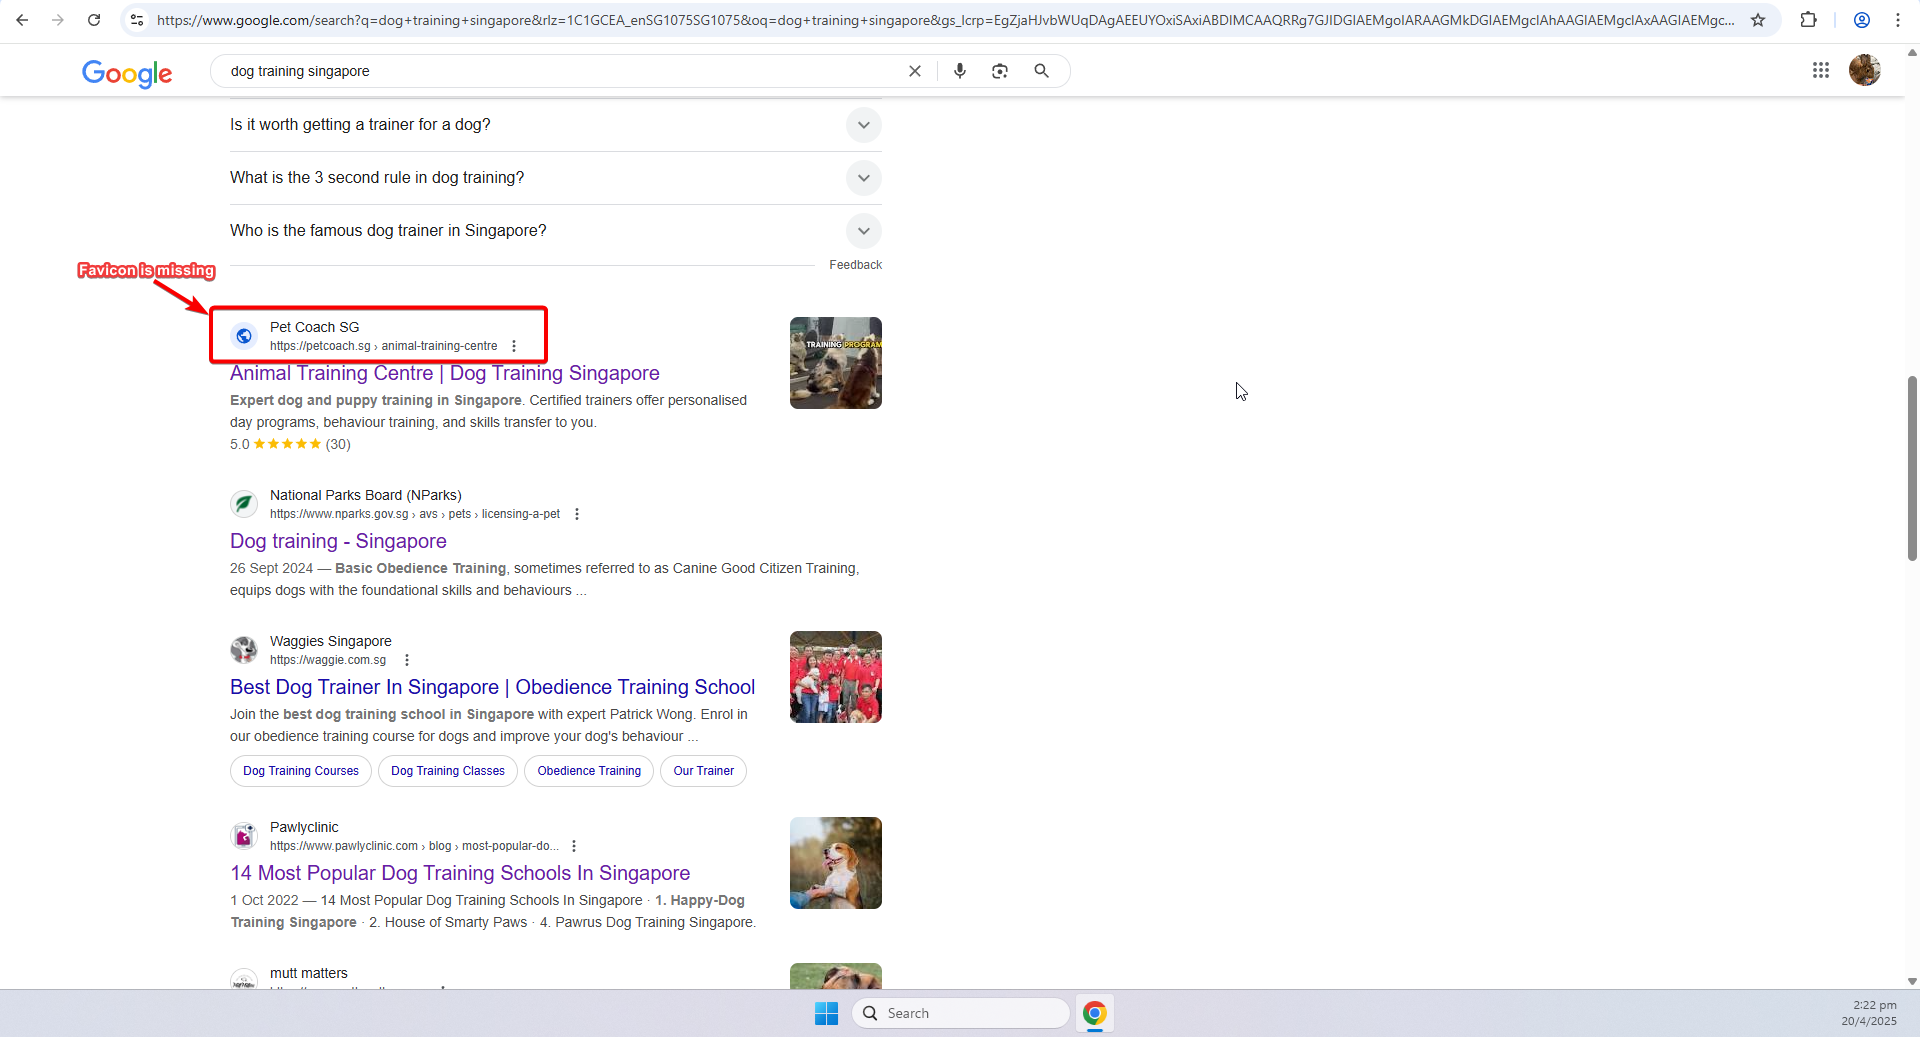 https://www.google.com/search?q=dog+training+singapore&rlz=1C1GCEA_enSG1075SG1075&oq=dog+training+singapore&gs_lcrp=EgZjaHJvbWUqDAgAEEUYOxiSAxiABDIMCAAQRRg7GJIDGIAEMgoIARAAGMkDGIAEMgcIAhAAGIAEMgcIAxAAGIAEMgc...
Google
dog training singapore
Is it worth getting a trainer for a dog?
What is the 3 second rule in dog training?
Who is the famous dog trainer in Singapore?
Feedback
Favicon is missing
Pet Coach SG
https://petcoach.sg › animal-training-centre
Animal Training Centre | Dog Training Singapore
Expert dog and puppy training in Singapore. Certified trainers offer personalised
day programs, behaviour training, and skills transfer to you.
5.0 ★★★★★ (30)
TRAINING PROGRAM
National Parks Board (NParks)
https://www.nparks.gov.sg › avs › pets › licensing-a-pet
Dog training - Singapore
26 Sept 2024 — Basic Obedience Training, sometimes referred to as Canine Good Citizen Training,
equips dogs with the foundational skills and behaviours ...
Waggies Singapore
https://waggie.com.sg
Best Dog Trainer In Singapore | Obedience Training School
Join the best dog training school in Singapore with expert Patrick Wong. Enrol in
our obedience training course for dogs and improve your dog's behaviour ...
Dog Training Courses Dog Training Classes Obedience Training Our Trainer
Pawlyclinic
https://www.pawlyclinic.com › blog › most-popular-do...
14 Most Popular Dog Training Schools In Singapore
1 Oct 2022 — 14 Most Popular Dog Training Schools In Singapore · 1. Happy-Dog
Training Singapore · 2. House of Smarty Paws · 4. Pawrus Dog Training Singapore.
mutt matters
Search
2:22 pm
20/4/2025